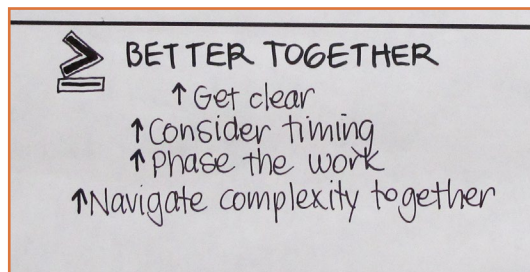 ≥ BETTER TOGETHER
↑ Get clear
↑ Consider timing
↑ Phase the work
↑ Navigate complexity together